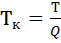 Tк = T/Q